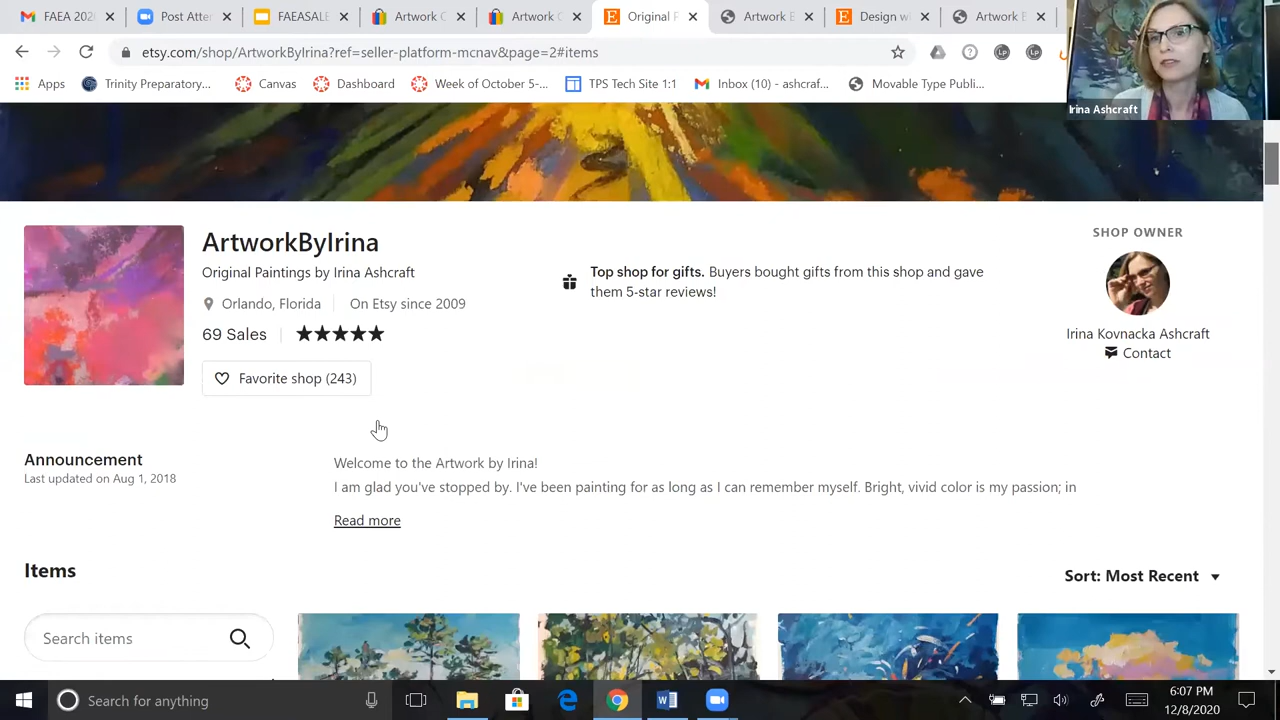 FAEA 202
Post Atter
FAEASALE
Artwork C
Artwork C
Original P
Artwork B
Design w
Artwork B
etsy.com/shop/ArtworkByIrina?ref=seller-platform-mcnav&page=2#items
Apps
Trinity Preparatory...
Canvas
Dashboard
Week of October 5-...
TPS Tech Site 1:1
Inbox (10) - ashcraf...
Movable Type Publi...
Irina Ashcraft
ArtworkByIrina
Original Paintings by Irina Ashcraft
Orlando, Florida
On Etsy since 2009
69 Sales
Favorite shop (243)
Top shop for gifts. Buyers bought gifts from this shop and gave
them 5-star reviews!
SHOP OWNER
Irina Kovnacka Ashcraft
Contact
Announcement
Last updated on Aug 1, 2018
Welcome to the Artwork by Irina!
I am glad you've stopped by. I've been painting for as long as I can remember myself. Bright, vivid color is my passion; in
Read more
Items
Sort: Most Recent
Search items
Search for anything
6:07 PM
12/8/2020